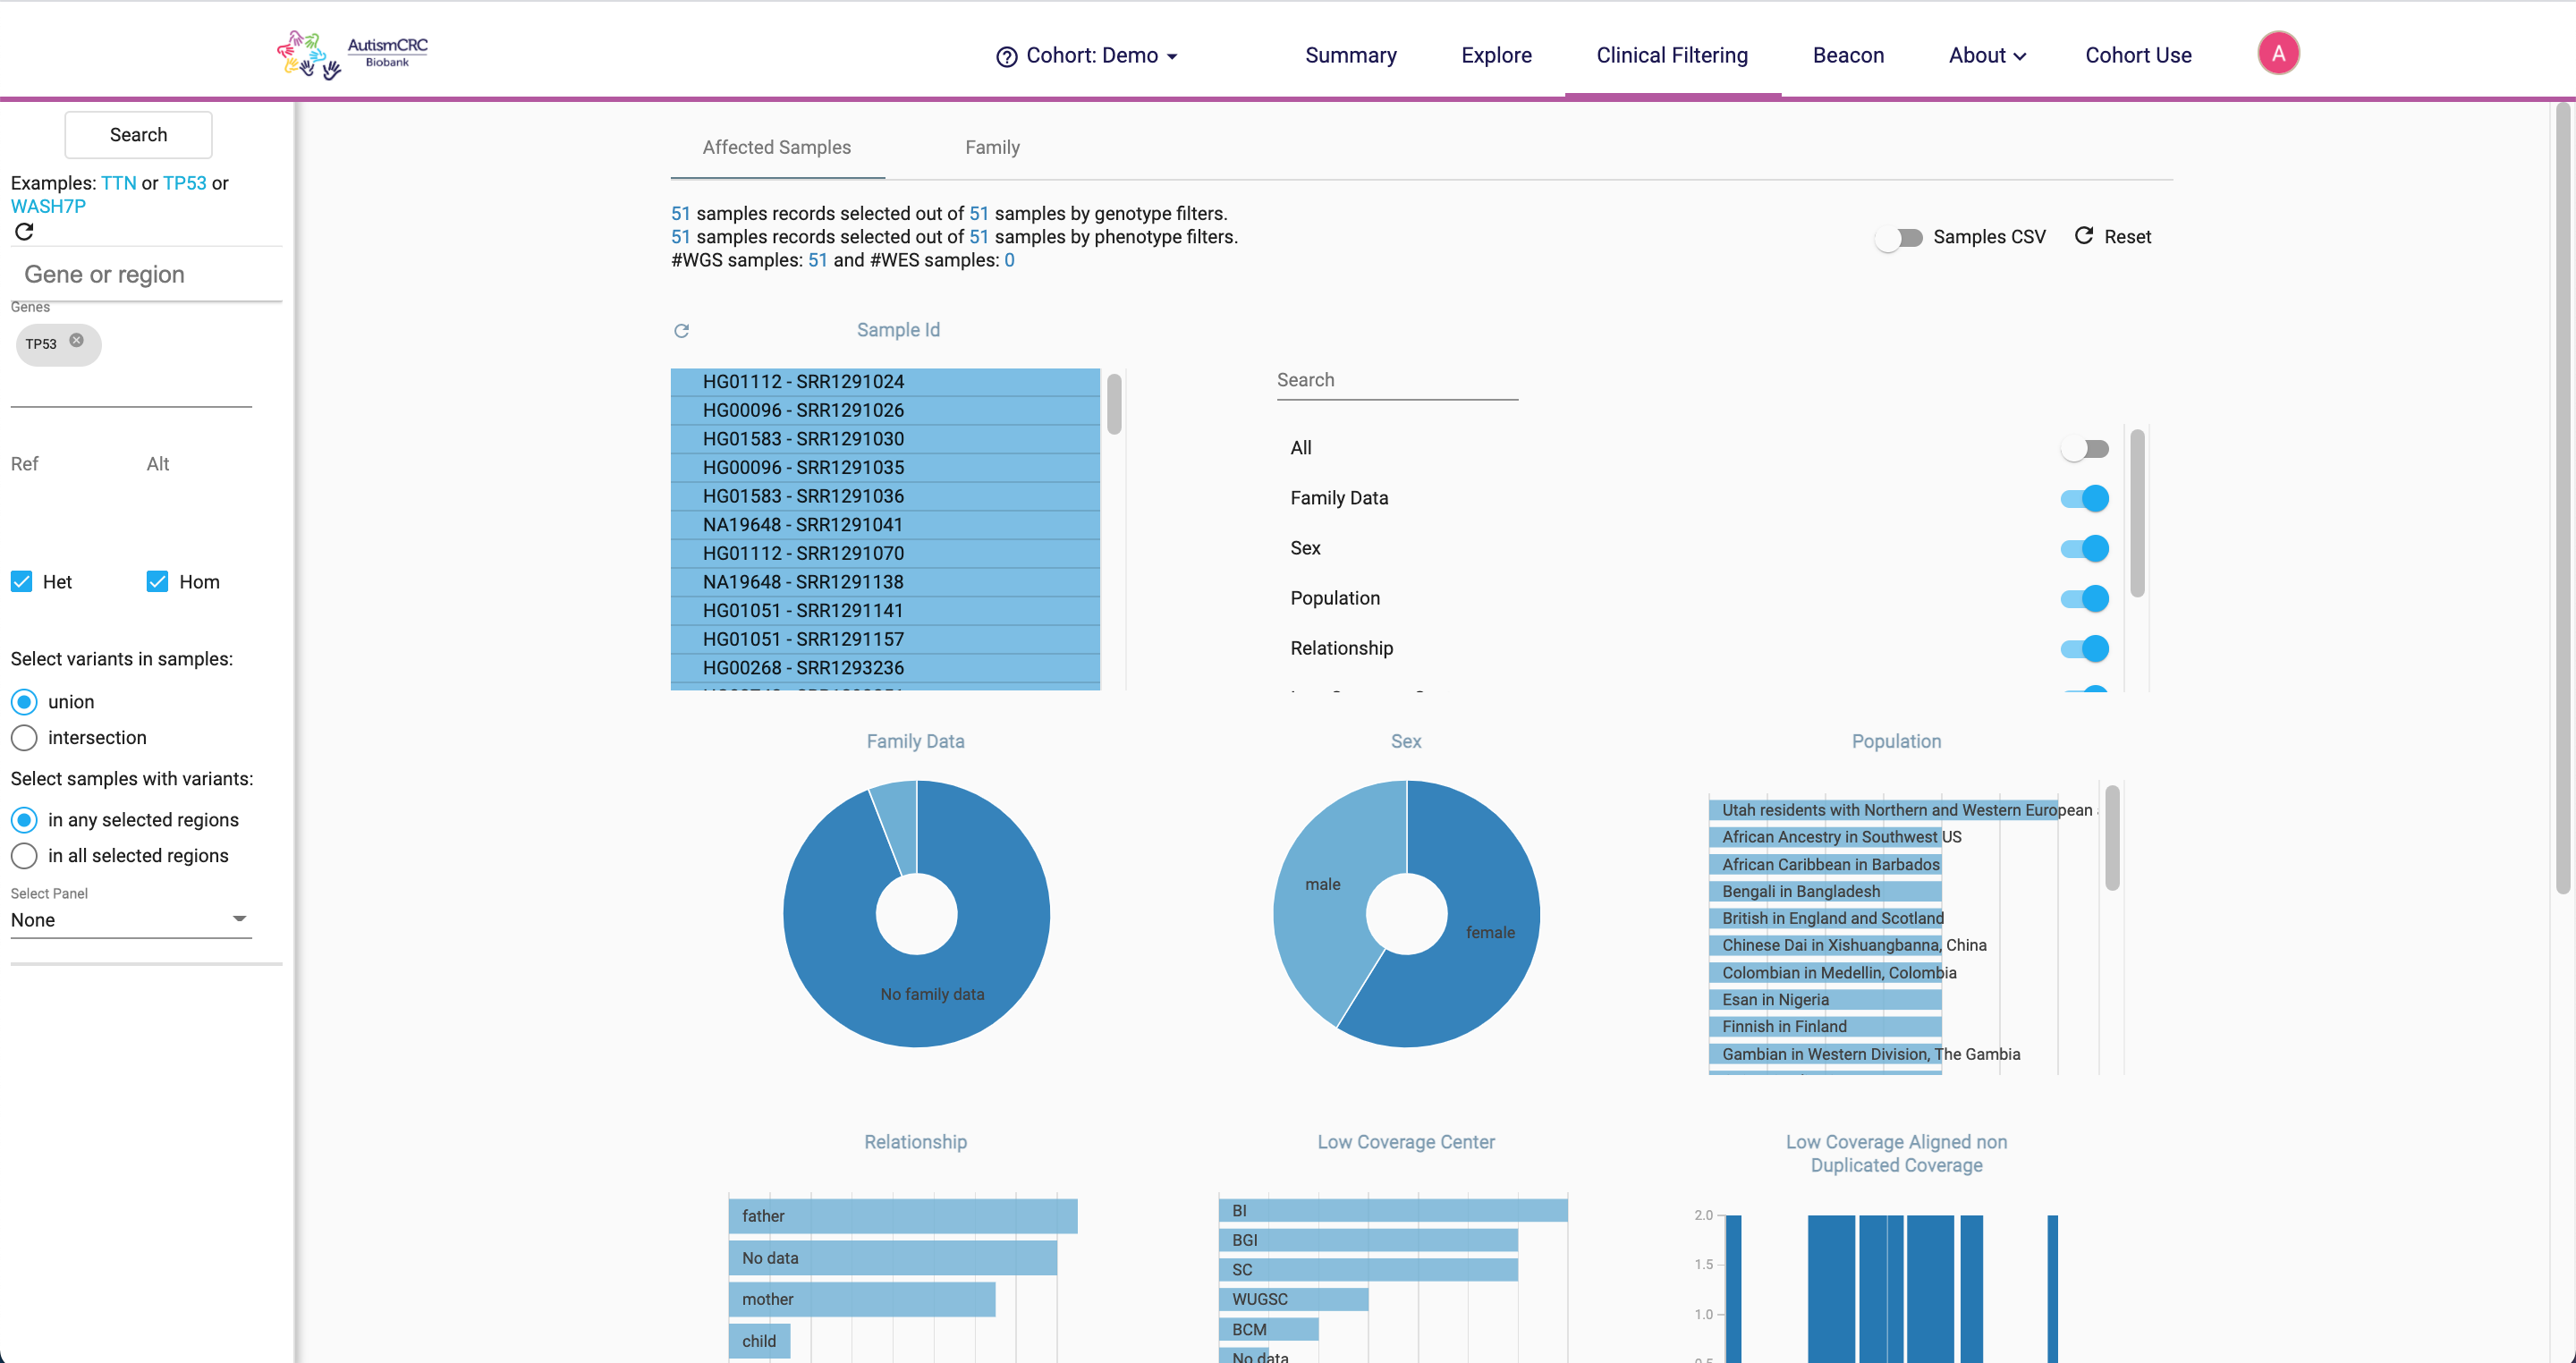 AutismCRC
Biobank
Cohort: Demo
Summary
Explore
Clinical Filtering
Beacon
About
Cohort Use
A
Search
Examples: TTN or TP53 or
WASH7P
Gene or region
Genes
TP53
Ref
Alt
Het
Hom
Select variants in samples:
union
intersection
Select samples with variants:
in any selected regions
in all selected regions
Select Panel
None
Affected Samples
Family
51 samples records selected out of 51 samples by genotype filters.
51 samples records selected out of 51 samples by phenotype filters.
#WGS samples: 51 and #WES samples: 0
Samples CSV
Reset
Sample Id
HG01112 - SRR1291024
HG00096 - SRR1291026
HG01583 - SRR1291030
HG00096 - SRR1291035
HG01583 - SRR1291036
NA19648 - SRR1291041
HG01112 - SRR1291070
NA19648 - SRR1291138
HG01051 - SRR1291141
HG01051 - SRR1291157
HG00268 - SRR1293236
Search
All
Family Data
Sex
Population
Relationship
Family Data
No family data
Sex
male
female
Population
Utah residents with Northern and Western European
African Ancestry in Southwest US
African Caribbean in Barbados
Bengali in Bangladesh
British in England and Scotland
Chinese Dai in Xishuangbanna, China
Colombian in Medellin, Colombia
Esan in Nigeria
Finnish in Finland
Gambian in Western Division, The Gambia
Relationship
father
No data
mother
child
Low Coverage Center
BI
BGI
SC
WUGSC
BCM
No data
Low Coverage Aligned non
Duplicated Coverage
2.0
1.5
1.0